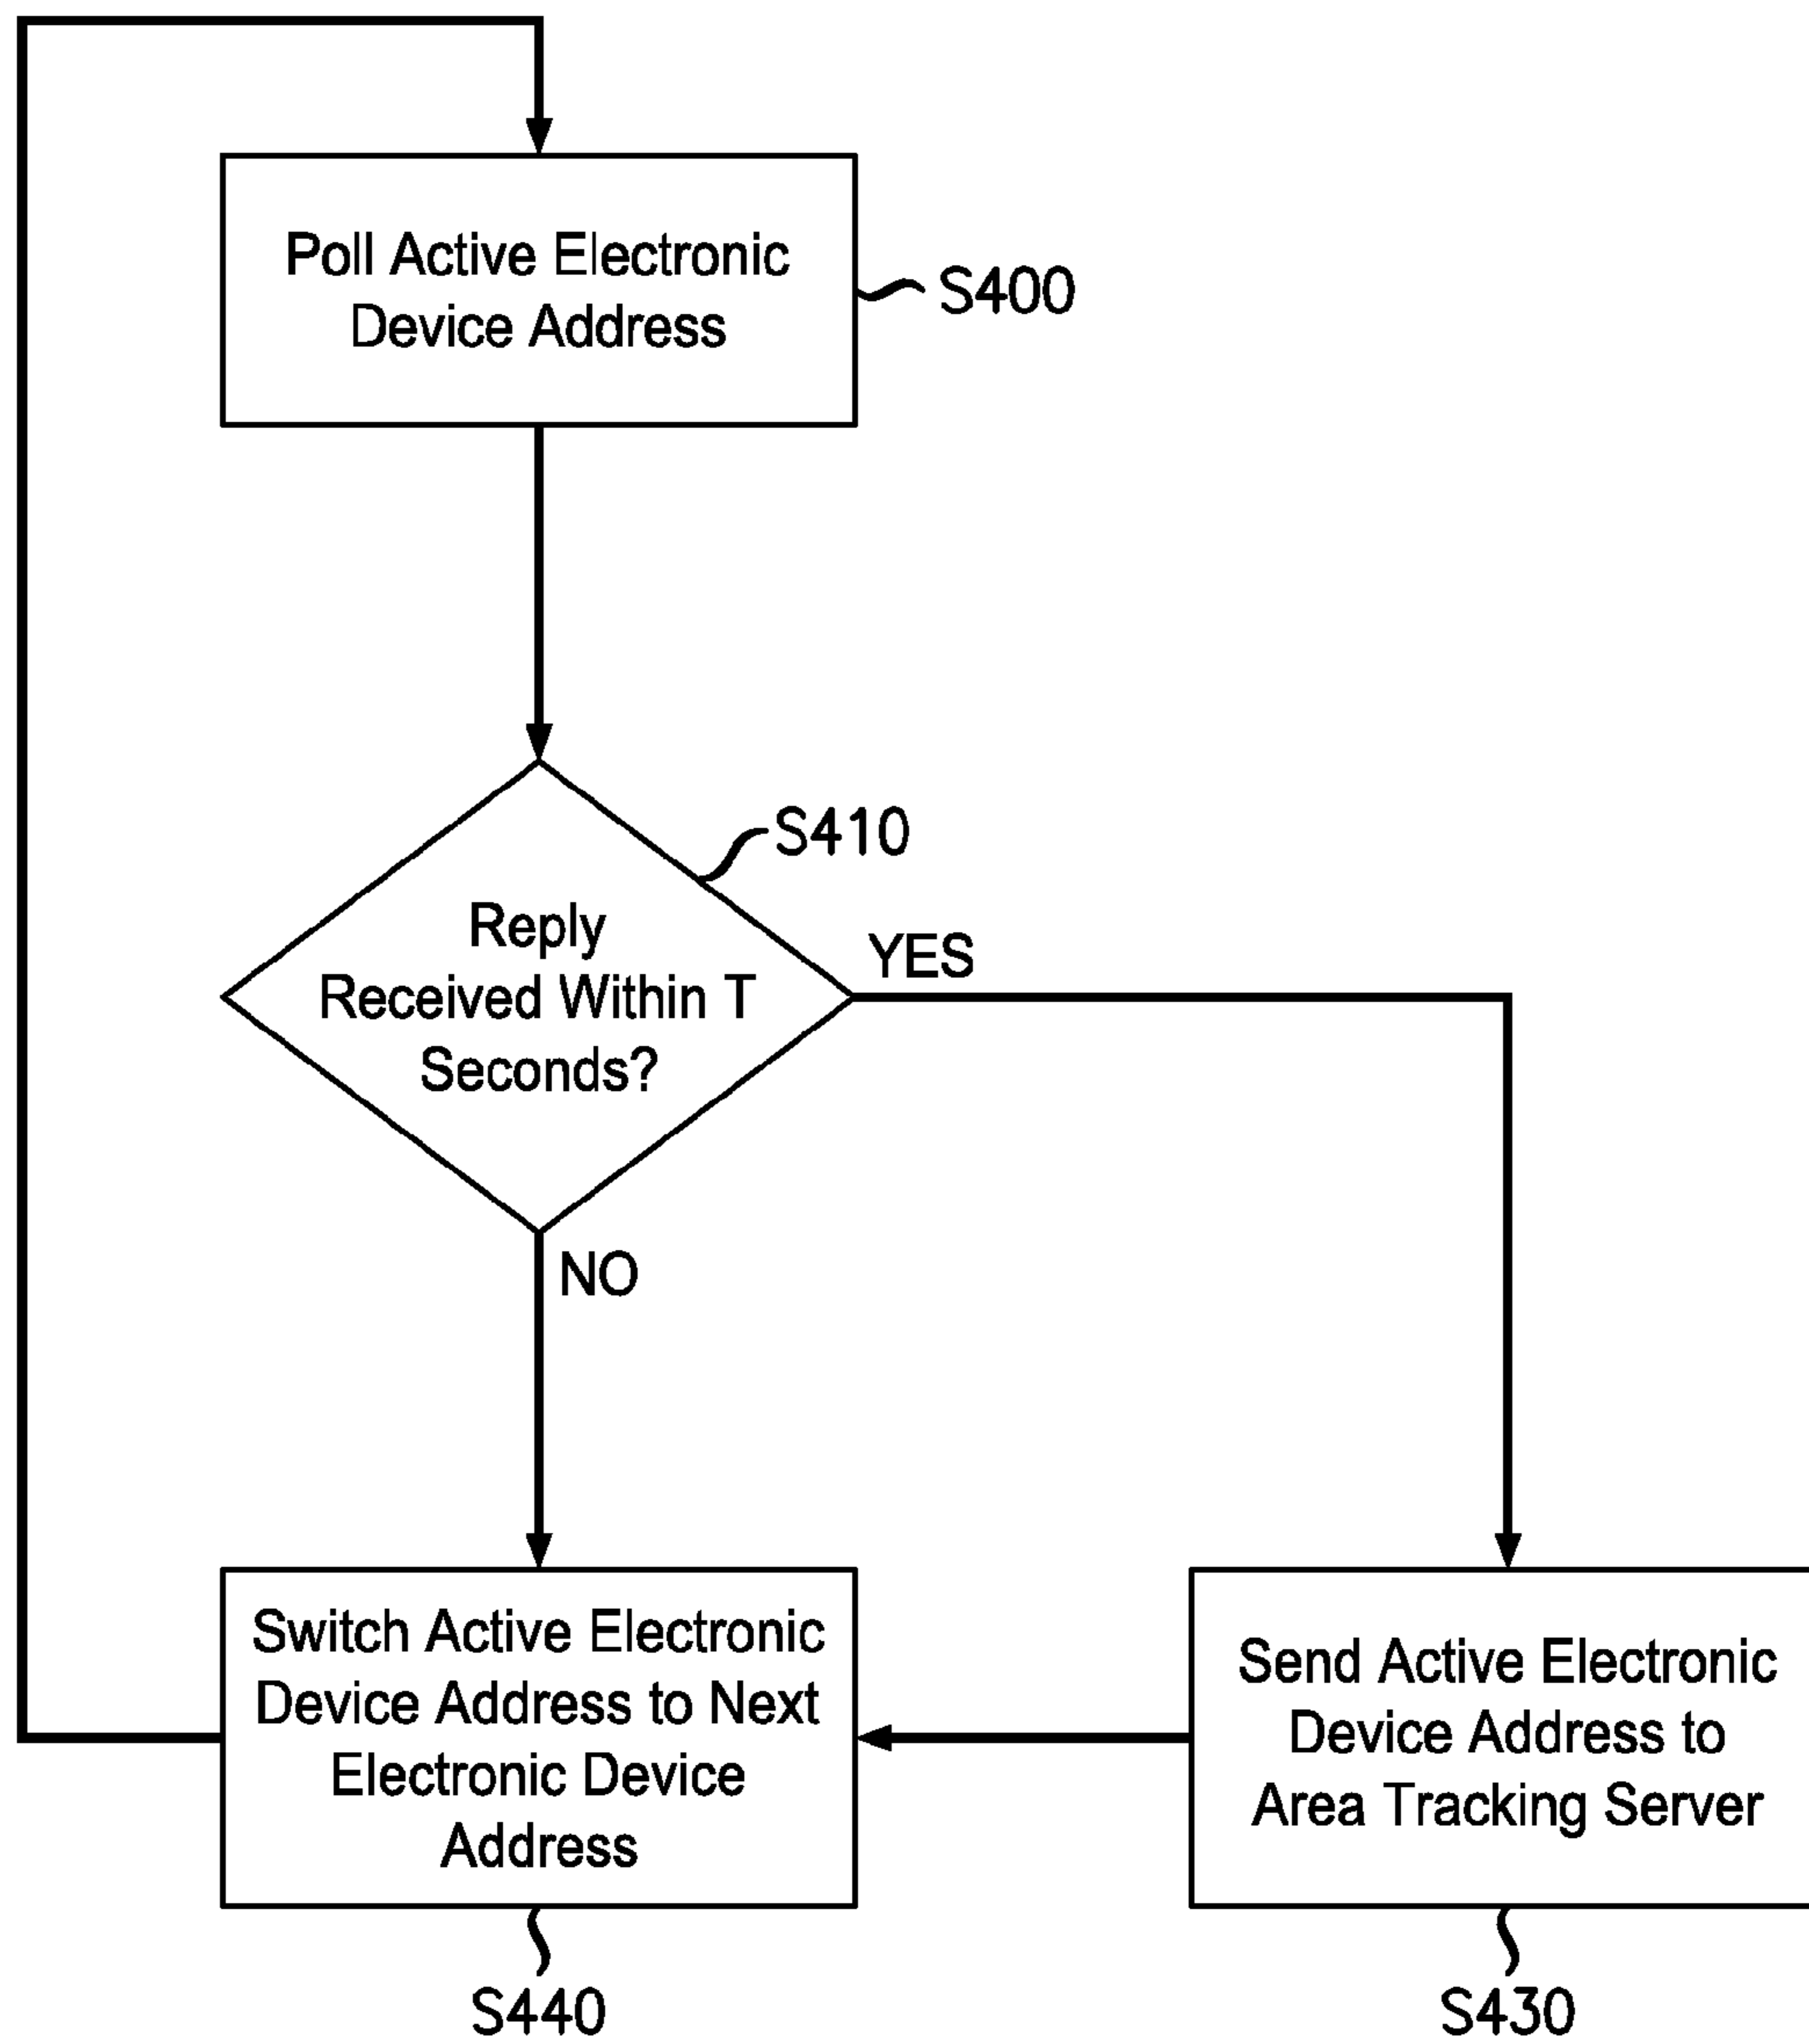 Poll Active Electronic
Device Address
S400
S410
Reply
Received Within T
Seconds?
YES
NO
Switch Active Electronic
Device Address to Next
Electronic Device
Address
S440
Send Active Electronic
Device Address to
Area Tracking Server
S430